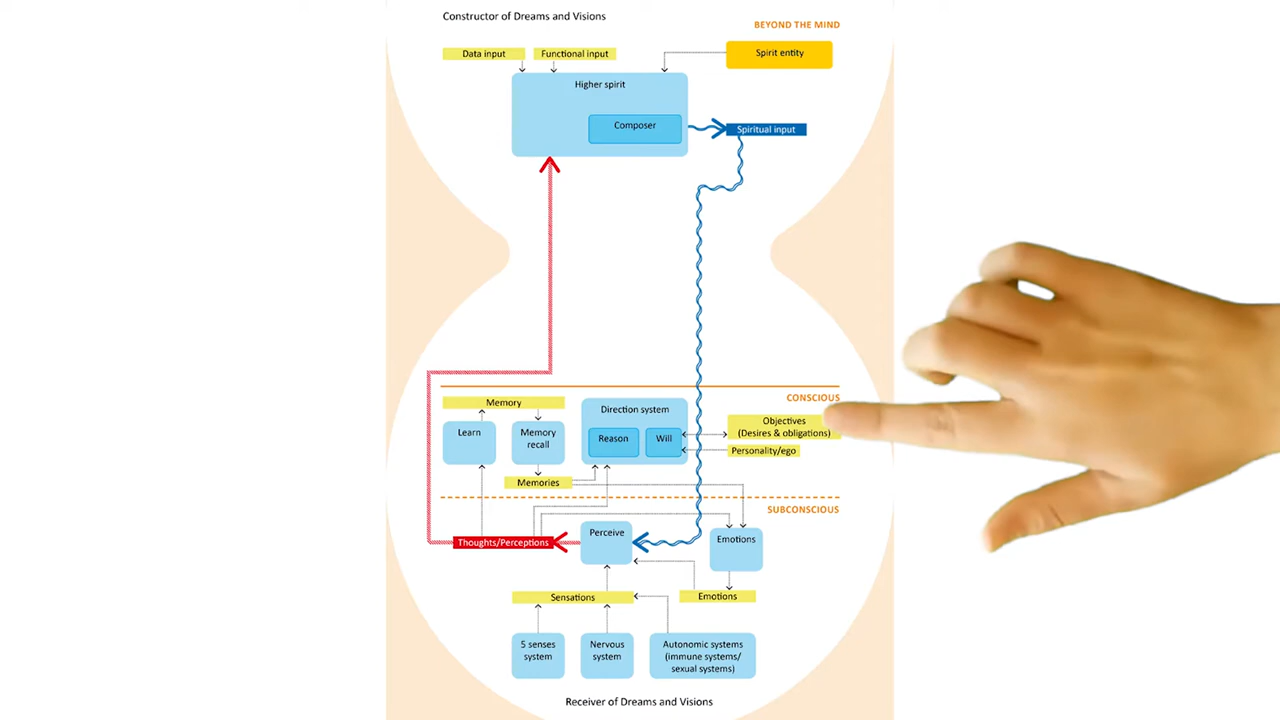 Constructor of Dreams and Visions
BEYOND THE MIND
Data input
Functional input
Spirit entity
Higher spirit
Composer
Spiritual input
CONSCIOUS
Memory
Direction system
Objectives
(Desires & obligations)
Learn
Memory
recall
Reason
Will
Personality/ego
Memories
SUBCONSCIOUS
Thoughts/Perceptions
Perceive
Emotions
Sensations
Emotions
5 senses
system
Nervous
system
Autonomic systems
(immune systems/
sexual systems)
Receiver of Dreams and Visions